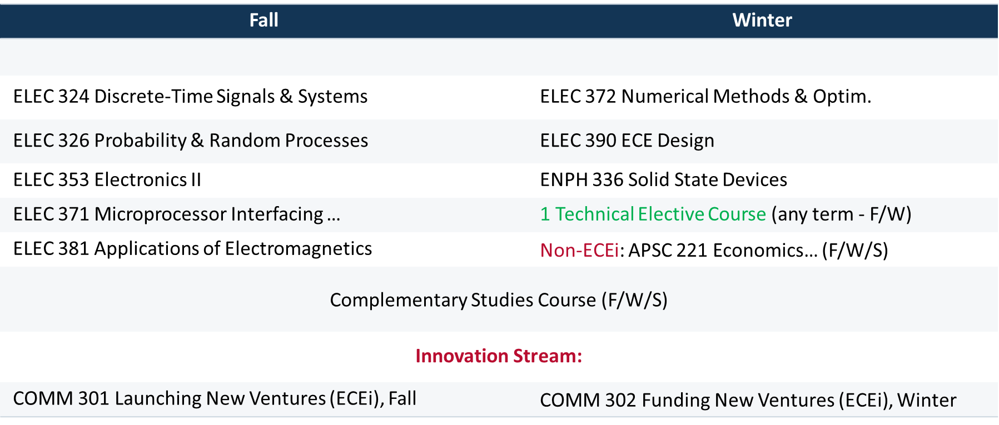 Fall Winter
ELEC 324 Discrete-Time Signals & Systems ELEC 372 Numerical Methods & Optim.
ELEC 326 Probability & Random Processes ELEC 390 ECE Design
ELEC 353 Electronics II ENPH 336 Solid State Devices
ELEC 371 Microprocessor Interfacing ... 1 Technical Elective Course (any term - F/W)
ELEC 381 Applications of Electromagnetics Non-ECEi: APSC 221 Economics... (F/W/S)
Complementary Studies Course (F/W/S)
Innovation Stream:
COMM 301 Launching New Ventures (ECEi), Fall COMM 302 Funding New Ventures (ECEi), Winter